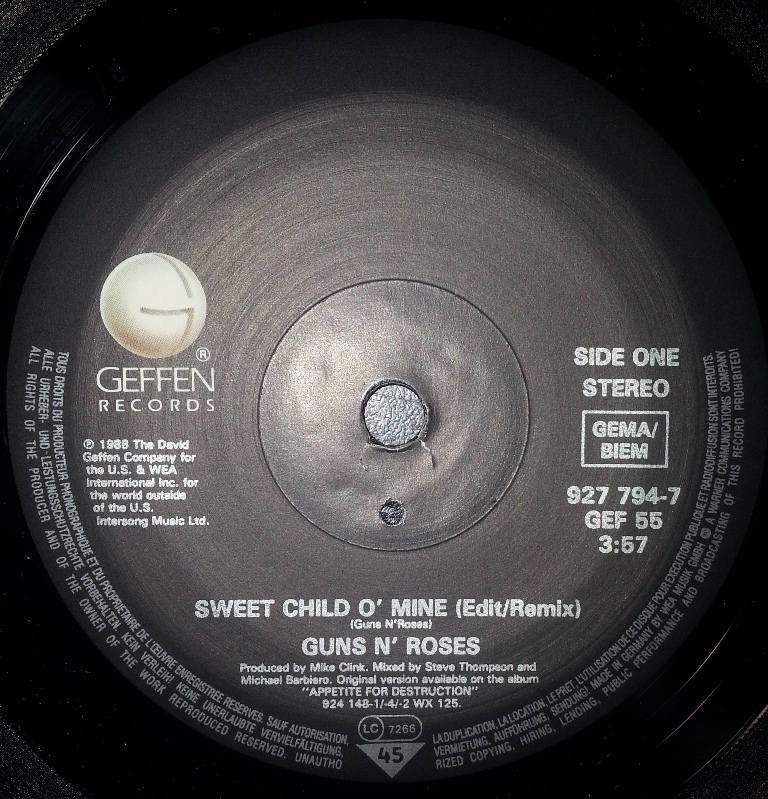 GEFFEN
RECORDS
®
℗ 1988 The David
Geffen Company for
the U.S. & WEA
International Inc. for
the world outside
of the U.S.
Intersong Music Ltd.
SIDE ONE
STEREO
GEMA/
BIEM
927 794-7
GEF 55
3:57
SWEET CHILD O' MINE (Edit/Remix)
(Guns N'Roses)
GUNS N' ROSES
Produced by Mike Clink. Mixed by Steve Thompson and
Michael Barbiero. Original version available on the album
"APPETITE FOR DESTRUCTION"
924 148-1/-4/-2 WX 125.
LC 7266
45
TOUS DROITS DU PRODUCTEUR PHONOGRAPHIQUE ET DU PROPRIETAIRE DE L'ŒUVRE ENREGISTREE RESERVES. SAUF AUTORISATION, LA DUPLICATION, LA LOCATION, LE PRET, L'UTILISATION DE CE DISQUE POUR EXECUTION PUBLIQUE ET RADIODIFFUSION SONT INTERDITS.
ALLE URHEBER- UND LEISTUNGSSCHUTZRECHTE VORBEHALTEN. KEIN VERLEIH! KEINE UNERLAUBTE VERVIELFÄLTIGUNG, VERMIETUNG, AUFFÜHRUNG, SENDUNG! MADE IN GERMANY BY WEA MUSIC GMBH © A WARNER COMMUNICATIONS COMPANY
ALL RIGHTS OF THE PRODUCER AND OF THE OWNER OF THE WORK REPRODUCED RESERVED. UNAUTHORIZED COPYING, HIRING, LENDING, PUBLIC PERFORMANCE AND BROADCASTING OF THIS RECORD PROHIBITED!